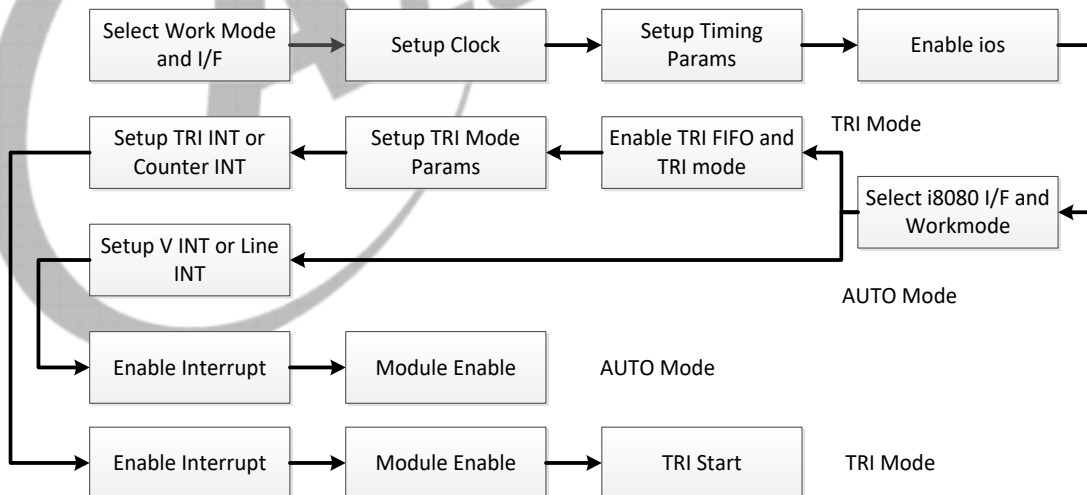 Select Work Mode
and I/F
Setup Clock
Setup Timing
Params
Enable ios
TRI Mode
Setup TRI INT or
Counter INT
Setup TRI Mode
Params
Enable TRI FIFO and
TRI mode
Select i8080 I/F and
Workmode
Setup V INT or Line
INT
AUTO Mode
Enable Interrupt
Module Enable
AUTO Mode
Enable Interrupt
Module Enable
TRI Start
TRI Mode